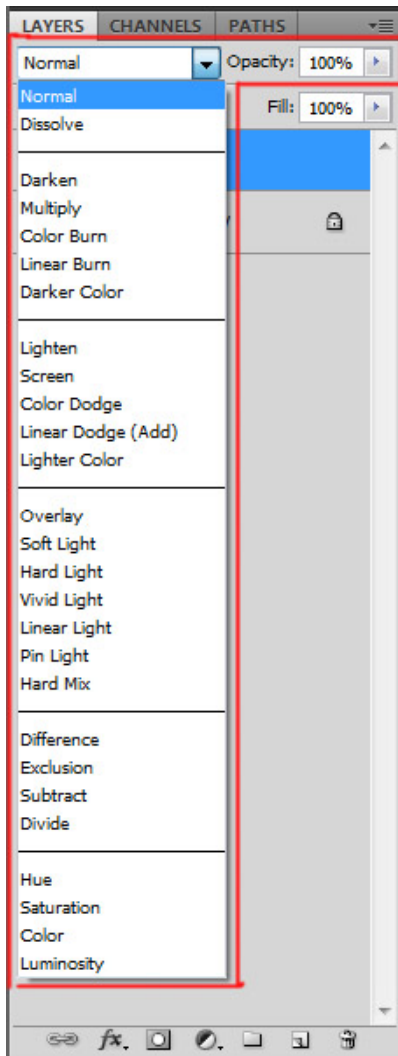 LAYERS CHANNELS PATHS
Normal Opacity: 100%
Normal Fill: 100%
Dissolve
Darken
Multiply
Color Burn
Linear Burn
Darker Color
Lighten
Screen
Color Dodge
Linear Dodge (Add)
Lighter Color
Overlay
Soft Light
Hard Light
Vivid Light
Linear Light
Pin Light
Hard Mix
Difference
Exclusion
Subtract
Divide
Hue
Saturation
Color
Luminosity
fx.